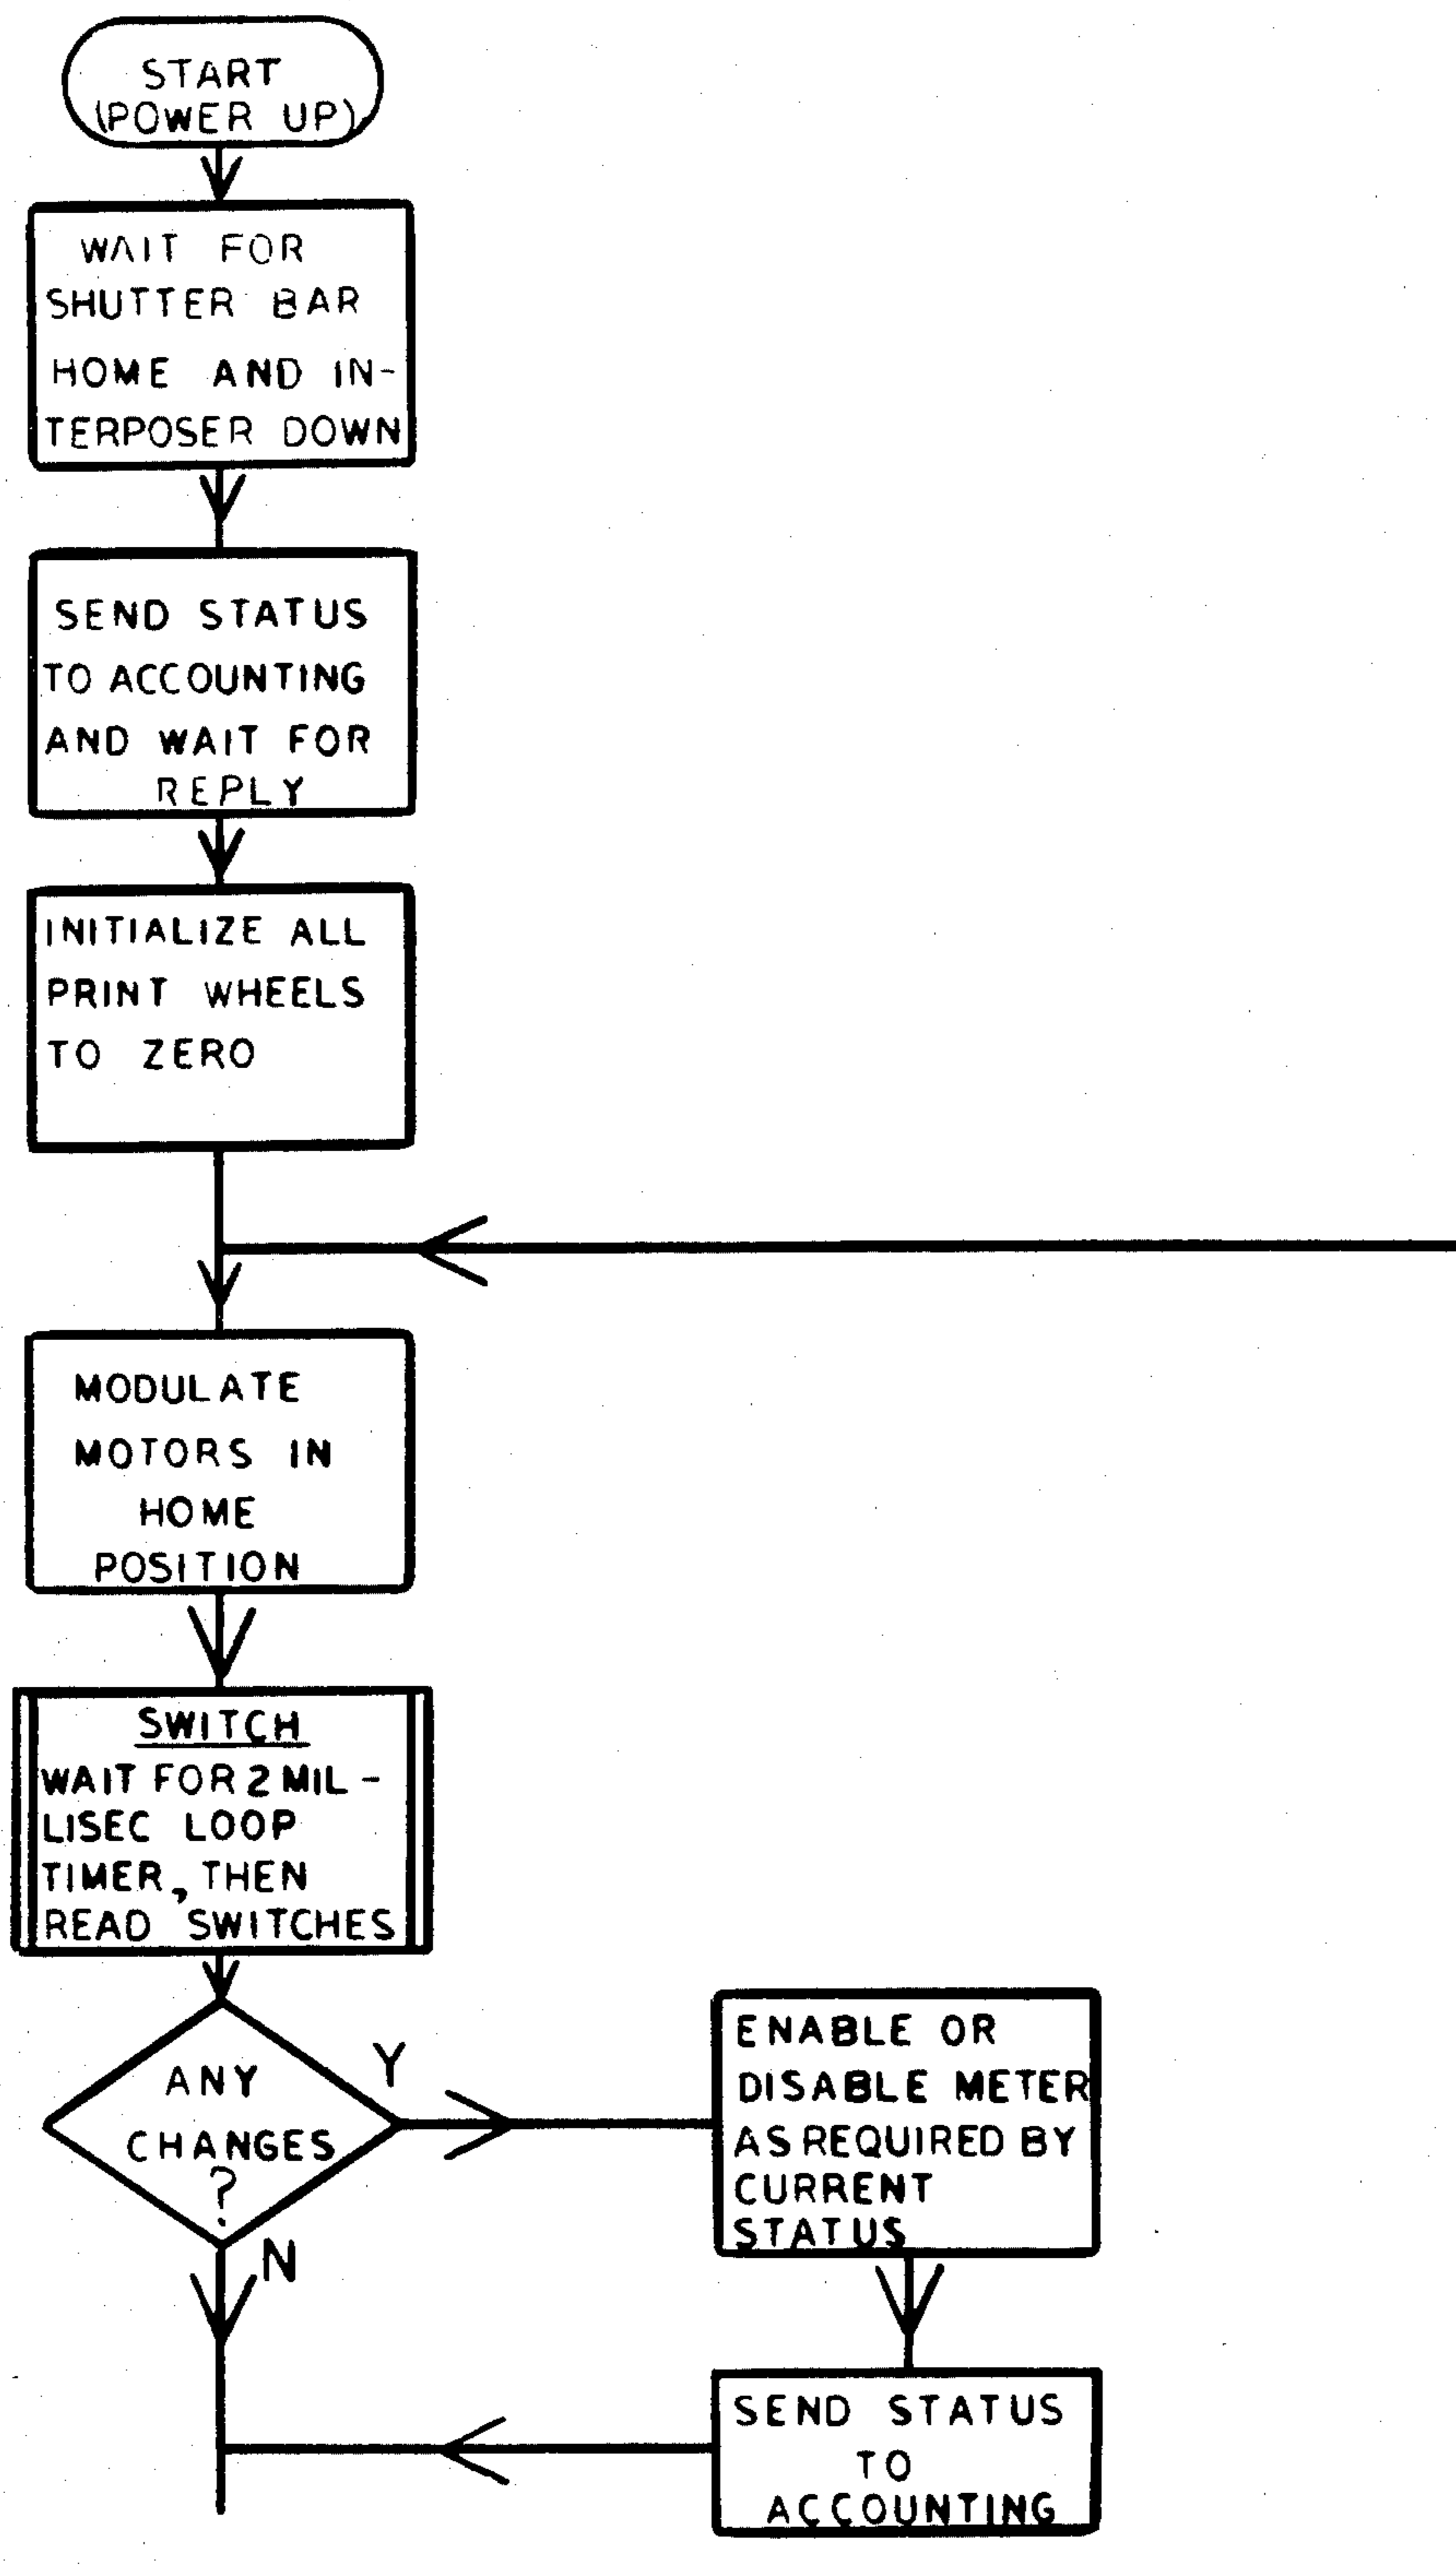 START
(POWER UP)
WAIT FOR
SHUTTER BAR
HOME AND IN-
TERPOSER DOWN
SEND STATUS
TO ACCOUNTING
AND WAIT FOR
REPLY
INITIALIZE ALL
PRINT WHEELS
TO ZERO
MODULATE
MOTORS IN
HOME
POSITION
SWITCH
WAIT FOR 2 MIL-
LISEC LOOP
TIMER, THEN
READ SWITCHES
ANY
CHANGES
?
Y
N
ENABLE OR
DISABLE METER
AS REQUIRED BY
CURRENT
STATUS
SEND STATUS
TO
ACCOUNTING